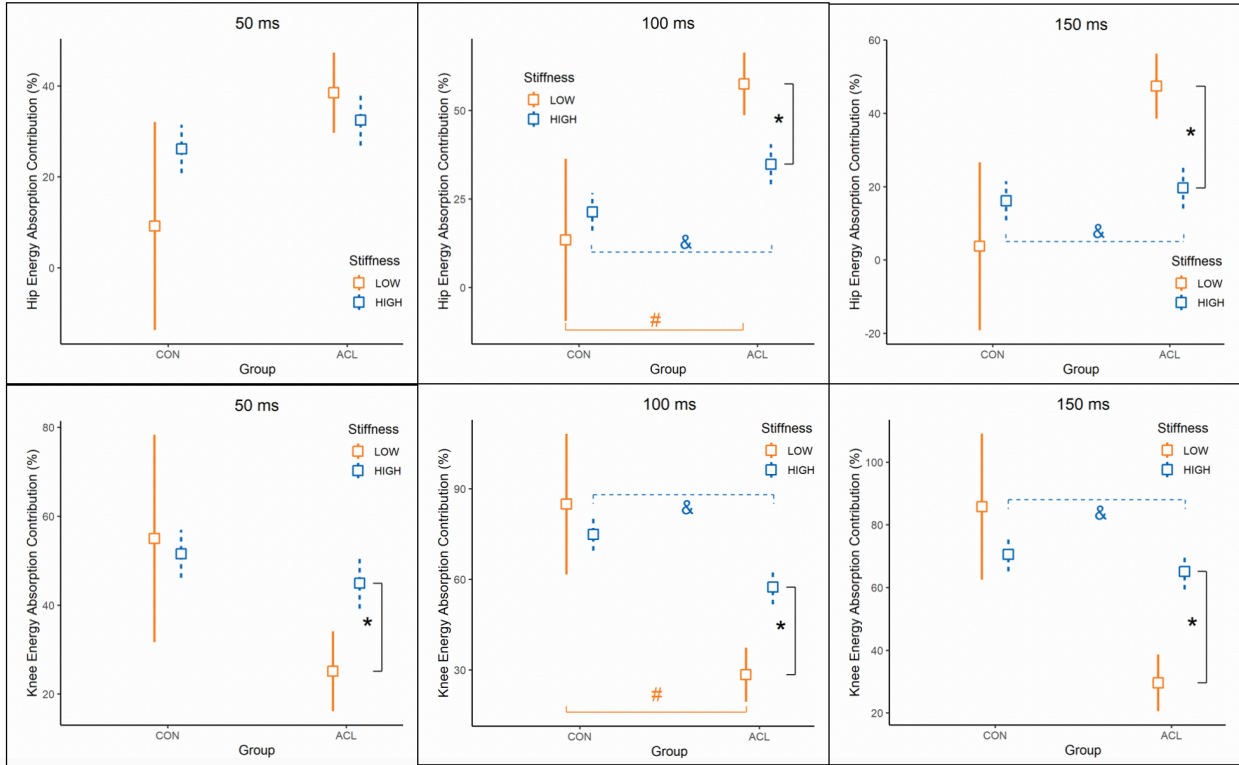 50 ms
Hip Energy Absorption Contribution (%)
40
20
0
Stiffness
LOW
HIGH
CON
ACL
Group
100 ms
Hip Energy Absorption Contribution (%)
50
25
0
Stiffness
LOW
HIGH
*
&
#
CON
ACL
Group
150 ms
Hip Energy Absorption Contribution (%)
60
40
20
0
-20
*
&
Stiffness
LOW
HIGH
CON
ACL
Group
50 ms
Knee Energy Absorption Contribution (%)
80
60
40
20
Stiffness
LOW
HIGH
*
CON
ACL
Group
100 ms
Knee Energy Absorption Contribution (%)
90
60
30
Stiffness
LOW
HIGH
&
*
#
CON
ACL
Group
150 ms
Knee Energy Absorption Contribution (%)
100
80
60
40
20
Stiffness
LOW
HIGH
&
*
CON
ACL
Group